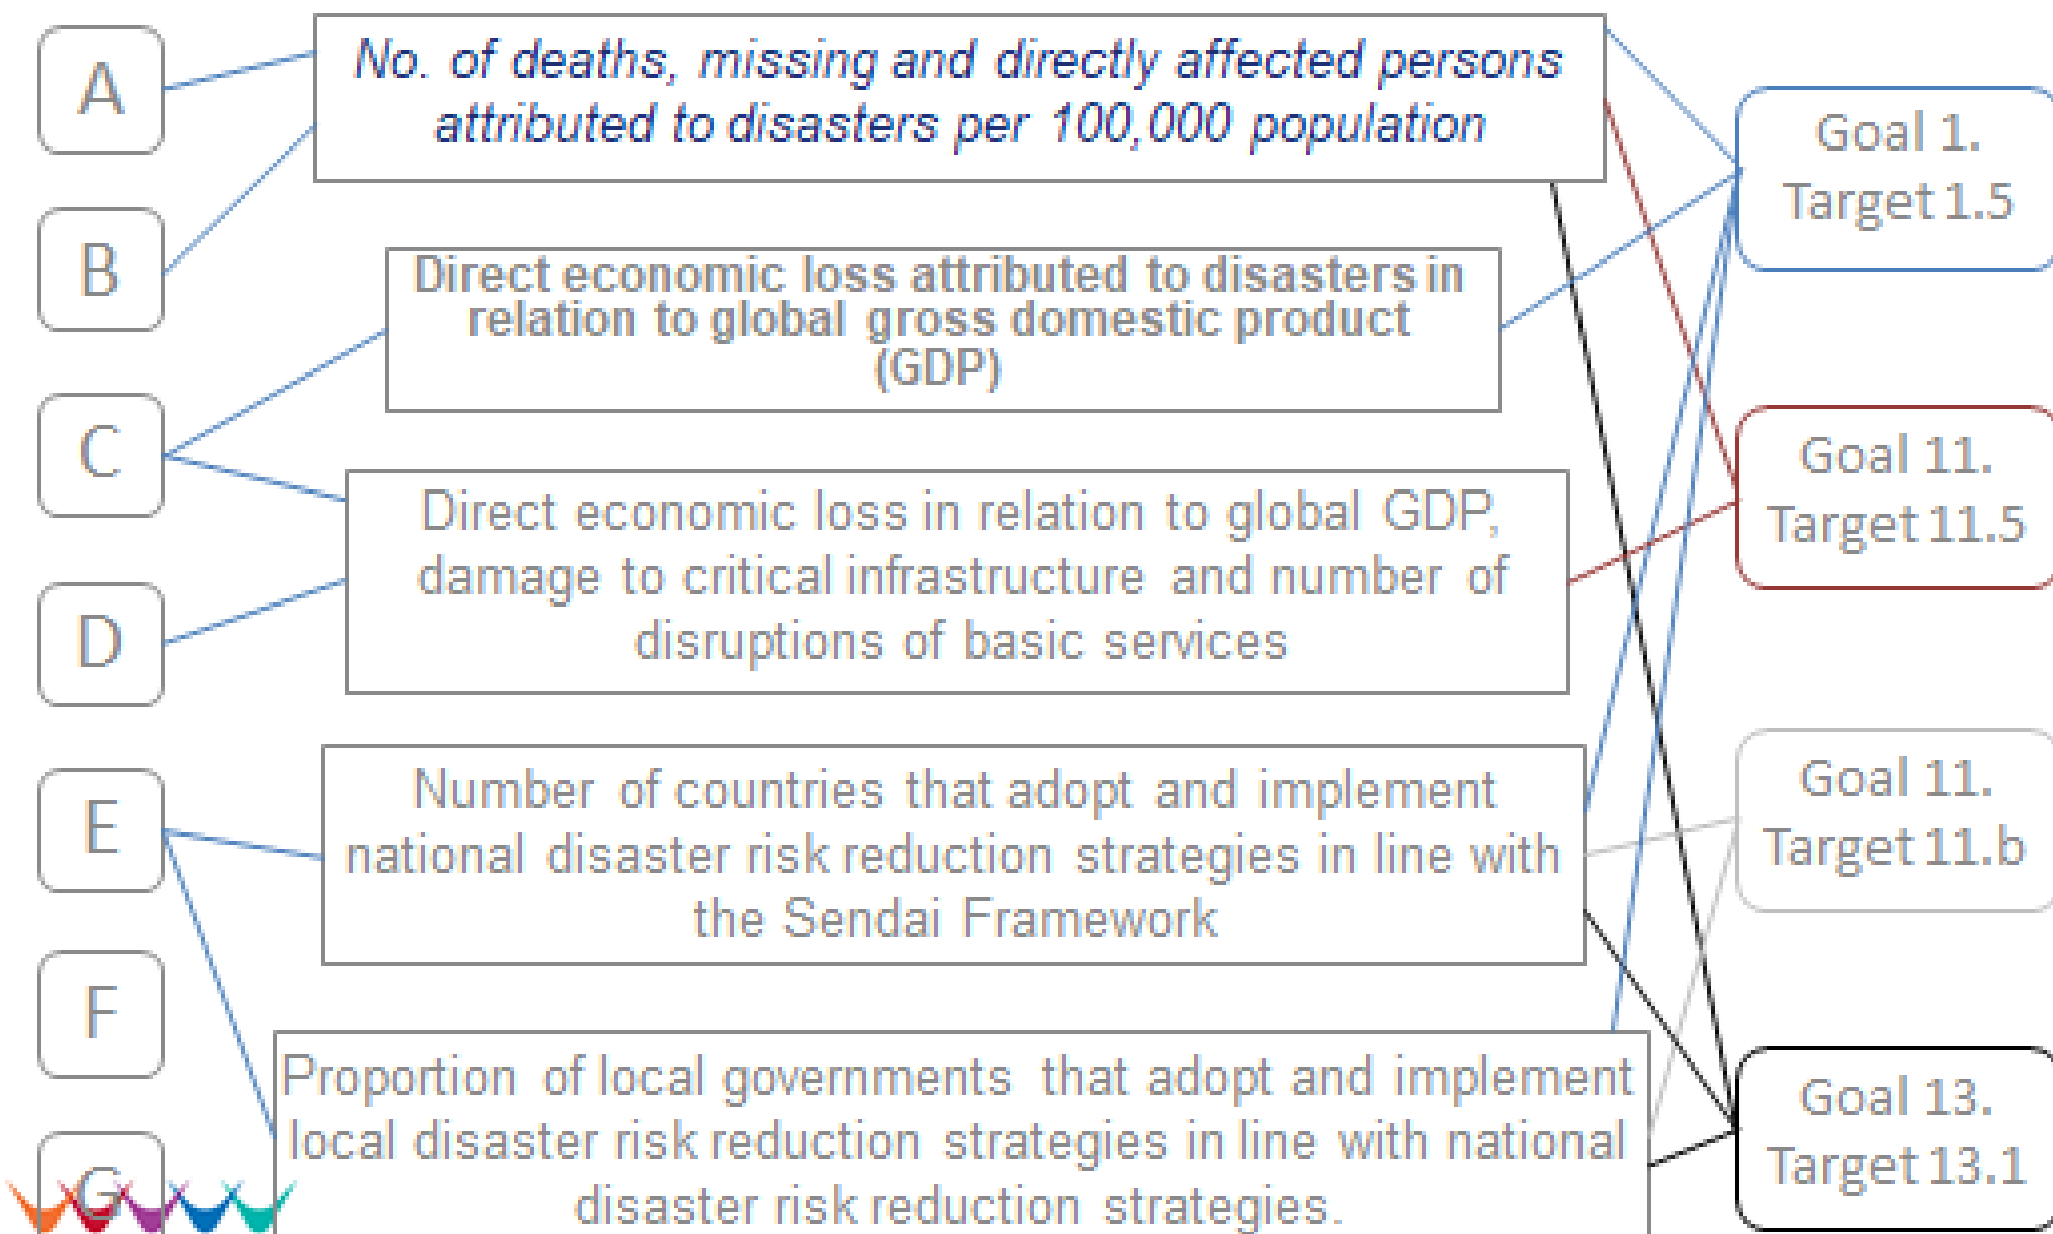 A
B
C
D
E
F
G
No. of deaths, missing and directly affected persons
attributed to disasters per 100,000 population
Direct economic loss attributed to disasters in
relation to global gross domestic product
(GDP)
Direct economic loss in relation to global GDP,
damage to critical infrastructure and number of
disruptions of basic services
Number of countries that adopt and implement
national disaster risk reduction strategies in line with
the Sendai Framework
Proportion of local governments that adopt and implement
local disaster risk reduction strategies in line with national
disaster risk reduction strategies.
Goal 1.
Target 1.5
Goal 11.
Target 11.5
Goal 11.
Target 11.b
Goal 13.
Target 13.1